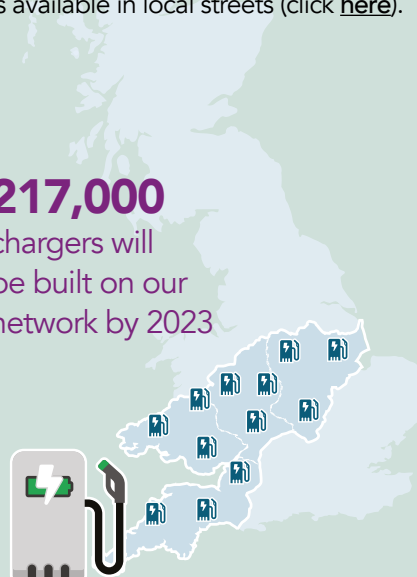 s available in local streets (click here).
217,000
chargers will
be built on our
network by 2023